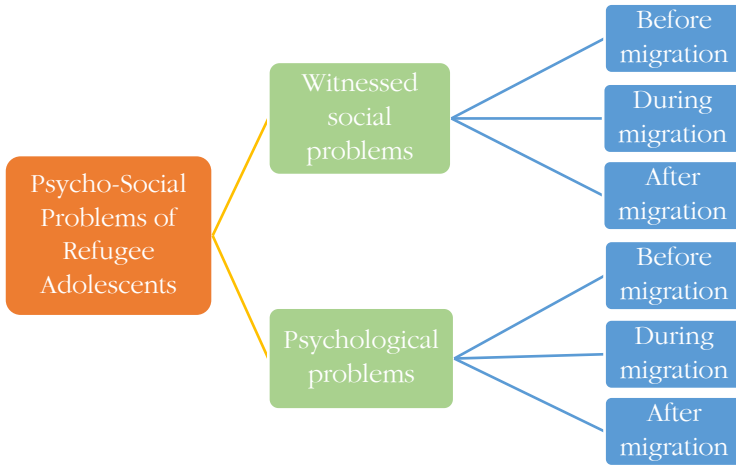 Psycho-Social
Problems of
Refugee
Adolescents
Witnessed
social
problems
Before
migration
During
migration
After
migration
Psychological
problems
Before
migration
During
migration
After
migration